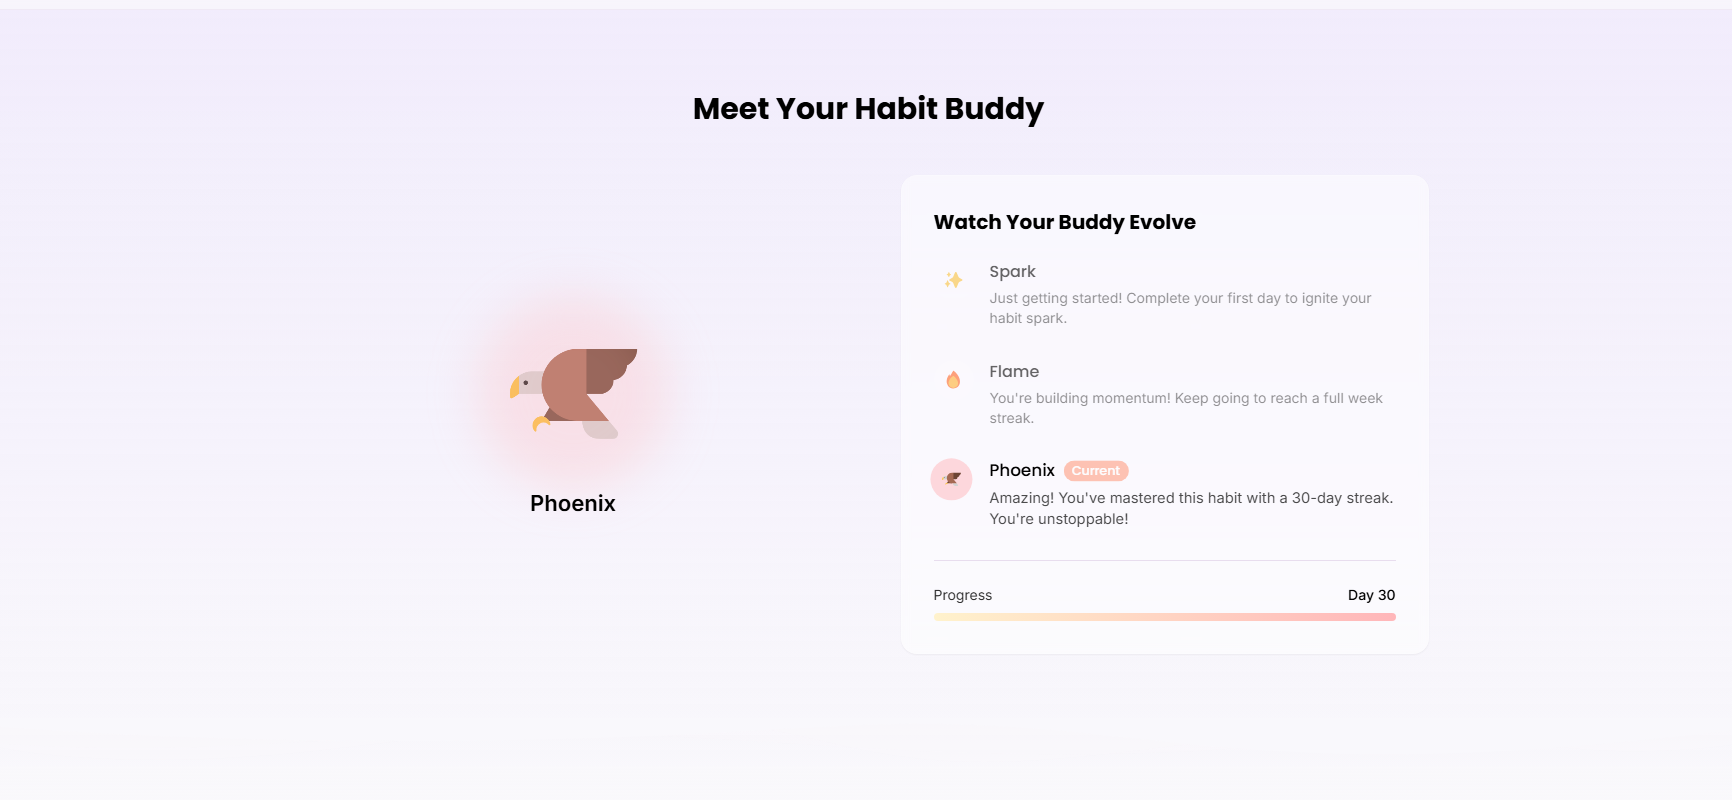 Meet Your Habit Buddy
Phoenix
Watch Your Buddy Evolve
Spark
Just getting started! Complete your first day to ignite your
habit spark.
Flame
You're building momentum! Keep going to reach a full week
streak.
Phoenix Current
Amazing! You've mastered this habit with a 30-day streak.
You're unstoppable!
Progress Day 30